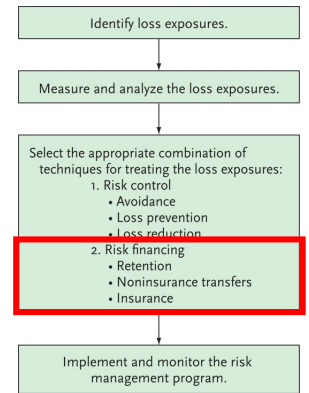 Identify loss exposures.
Measure and analyze the loss exposures.
Select the appropriate combination of
techniques for treating the loss exposures:
1. Risk control
• Avoidance
• Loss prevention
• Loss reduction
2. Risk financing
• Retention
• Noninsurance transfers
• Insurance
Implement and monitor the risk
management program.